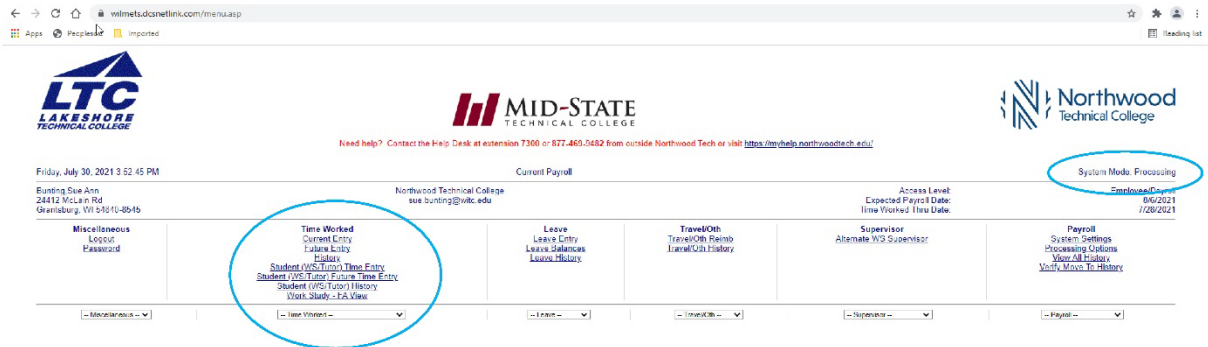 wilmets.dcsnetlink.com/menu.asp
Apps Peoplesoft Imported Reading list
LTC
LAKESHORE
TECHNICAL COLLEGE
MID-STATE
TECHNICAL COLLEGE
Northwood
Technical College
Need help? Contact the Help Desk at extension 7300 or 877-469-9482 from outside Northwood Tech or visit https://myhelp.northwoodtech.edu/
Friday, July 30, 2021 3:52:45 PM Current Payroll System Mode: Processing
Bunting,Sue Ann Northwood Technical College Access Level: Employee/Payroll
24412 McLain Rd sue.bunting@witc.edu Expected Payroll Date: 8/6/2021
Grantsburg, WI 54840-8545 Time Worked Thru Date: 7/28/2021
Miscellaneous Time Worked Leave Travel/Oth Supervisor Payroll
Logout Current Entry Leave Entry Travel/Oth Reimb Alternate WS Supervisor System Settings
Password Future Entry Leave Balances Travel/Oth History Processing Options
History Leave History View All History
Student (WS/Tutor) Time Entry Verify Move To History
Student (WS/Tutor) Future Time Entry
Student (WS/Tutor) History
Work Study - FA View
-- Miscellaneous -- -- Time Worked -- -- Leave -- -- Travel/Oth -- -- Supervisor -- -- Payroll --